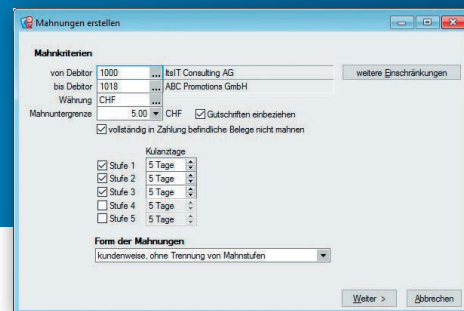 Mahnungen erstellen
Mahnkriterien
von Debitor 1000 ... ItsIT Consulting AG weitere Einschränkungen
bis Debitor 1018 ... ABC Promotions GmbH
Währung CHF ...
Mahnuntergrenze 5.00 CHF Gutschriften einbeziehen
vollständig in Zahlung befindliche Belege nicht mahnen
Kulanztage
Stufe 1 5 Tage
Stufe 2 5 Tage
Stufe 3 5 Tage
Stufe 4 5 Tage
Stufe 5 5 Tage
Form der Mahnungen
kundenweise, ohne Trennung von Mahnstufen
Weiter > Abbrechen